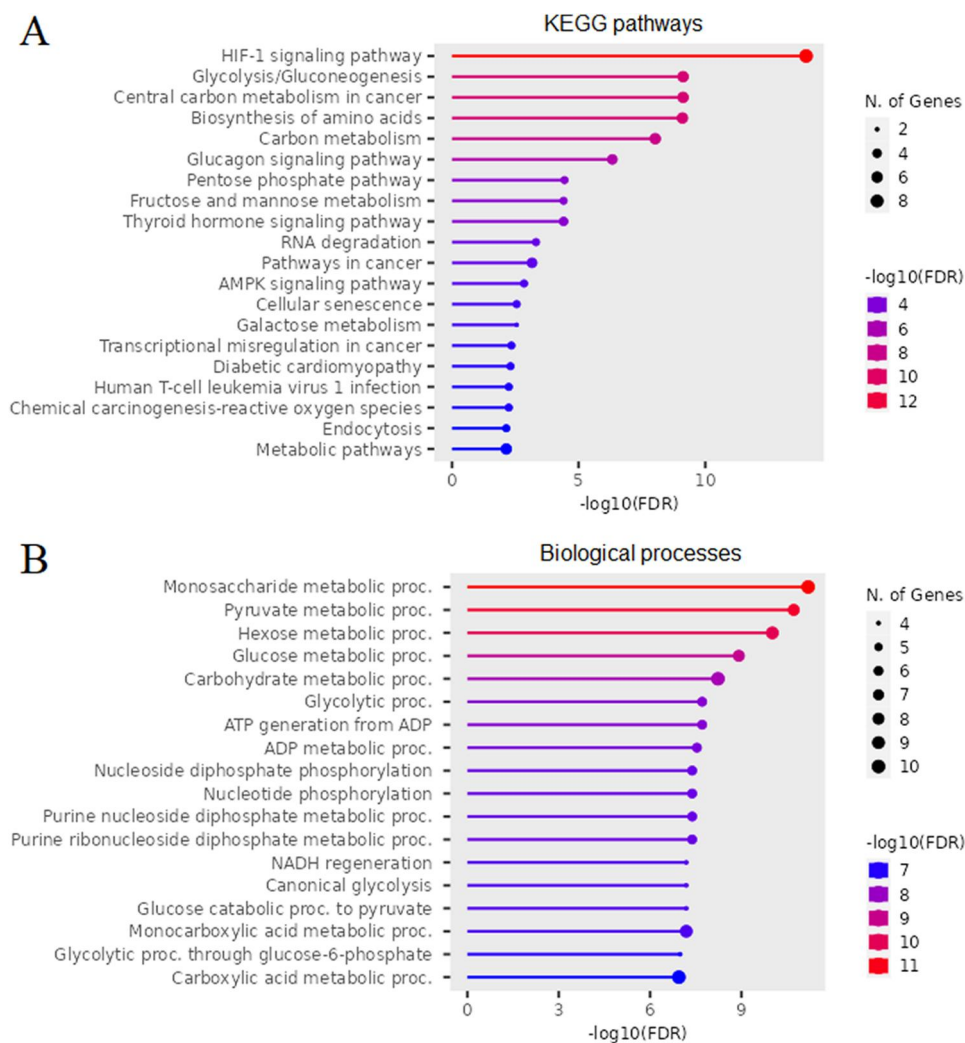 A
KEGG pathways
HIF-1 signaling pathway
Glycolysis/Gluconeogenesis
Central carbon metabolism in cancer
Biosynthesis of amino acids
Carbon metabolism
Glucagon signaling pathway
Pentose phosphate pathway
Fructose and mannose metabolism
Thyroid hormone signaling pathway
RNA degradation
Pathways in cancer
AMPK signaling pathway
Cellular senescence
Galactose metabolism
Transcriptional misregulation in cancer
Diabetic cardiomyopathy
Human T-cell leukemia virus 1 infection
Chemical carcinogenesis-reactive oxygen species
Endocytosis
Metabolic pathways
0 5 10
-log10(FDR)
N. of Genes
2
4
6
8
-log10(FDR)
4
6
8
10
12
B
Biological processes
Monosaccharide metabolic proc.
Pyruvate metabolic proc.
Hexose metabolic proc.
Glucose metabolic proc.
Carbohydrate metabolic proc.
Glycolytic proc.
ATP generation from ADP
ADP metabolic proc.
Nucleoside diphosphate phosphorylation
Nucleotide phosphorylation
Purine nucleoside diphosphate metabolic proc.
Purine ribonucleoside diphosphate metabolic proc.
NADH regeneration
Canonical glycolysis
Glucose catabolic proc. to pyruvate
Monocarboxylic acid metabolic proc.
Glycolytic proc. through glucose-6-phosphate
Carboxylic acid metabolic proc.
0 3 6 9
-log10(FDR)
N. of Genes
4
5
6
7
8
9
10
-log10(FDR)
7
8
9
10
11